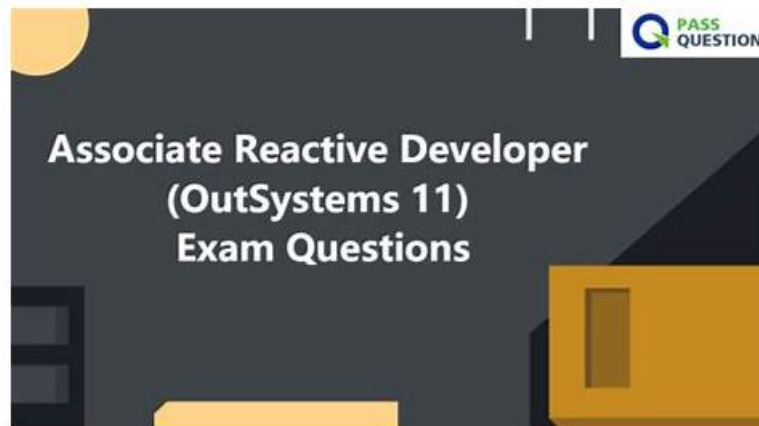 PASS
QUESTION
Associate Reactive Developer
(OutSystems 11)
Exam Questions